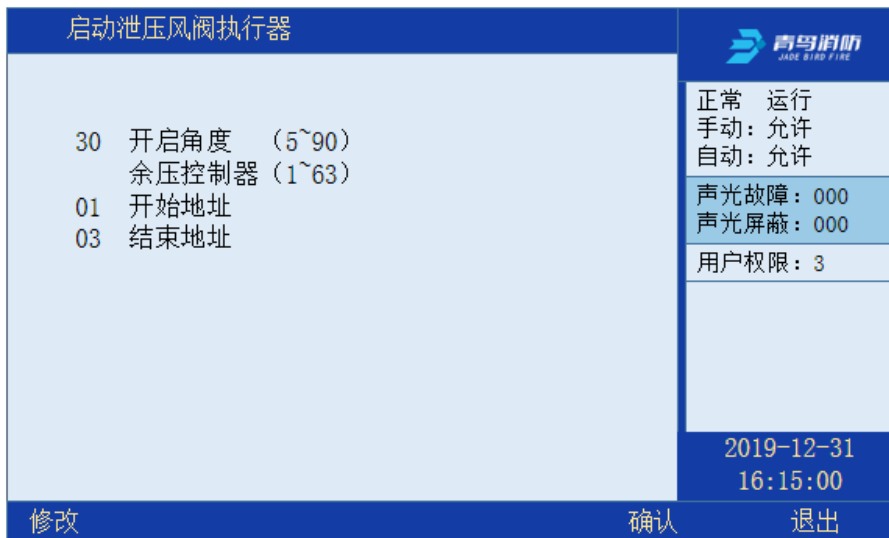 启动泄压风阀执行器
30 开启角度 (5~90)
余压控制器 (1~63)
01 开始地址
03 结束地址
青鸟消防
JADE BIRD FIRE
正常 运行
手动: 允许
自动: 允许
声光故障: 000
声光屏蔽: 000
用户权限: 3
2019-12-31
16:15:00
修改 确认 退出